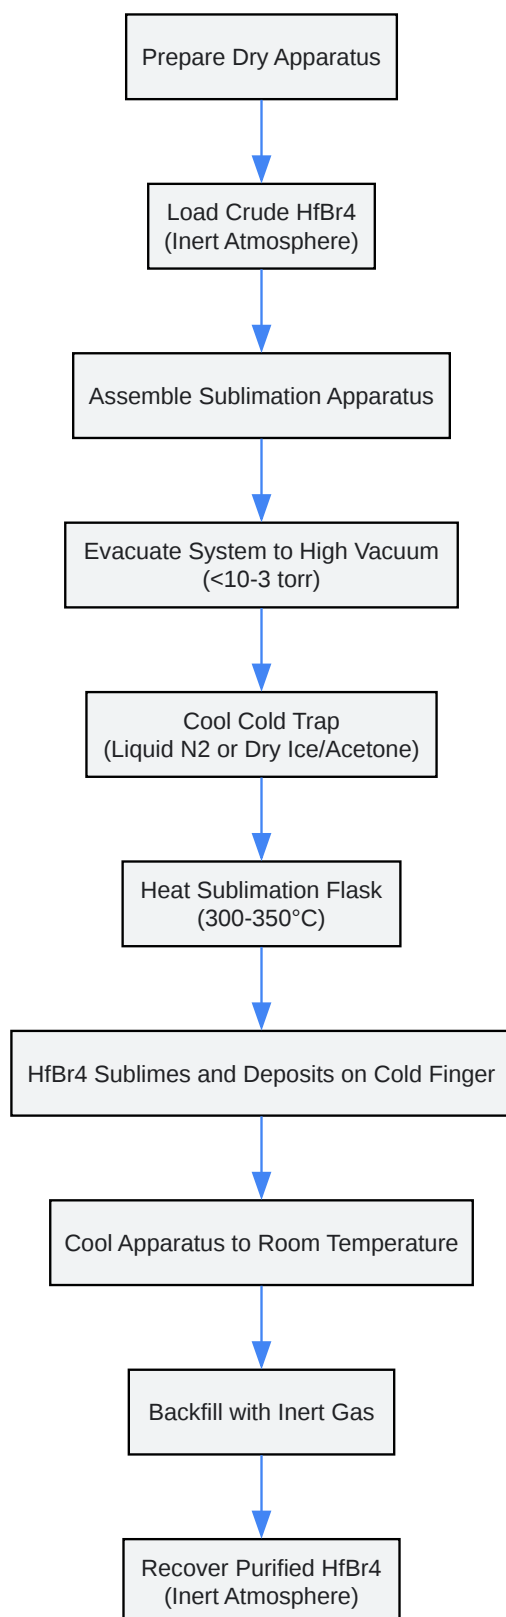 Prepare Dry Apparatus
Load Crude HfBr4
(Inert Atmosphere)
Assemble Sublimation Apparatus
Evacuate System to High Vacuum
(<10-3 torr)
Cool Cold Trap
(Liquid N2 or Dry Ice/Acetone)
Heat Sublimation Flask
(300-350°C)
HfBr4 Sublimes and Deposits on Cold Finger
Cool Apparatus to Room Temperature
Backfill with Inert Gas
Recover Purified HfBr4
(Inert Atmosphere)